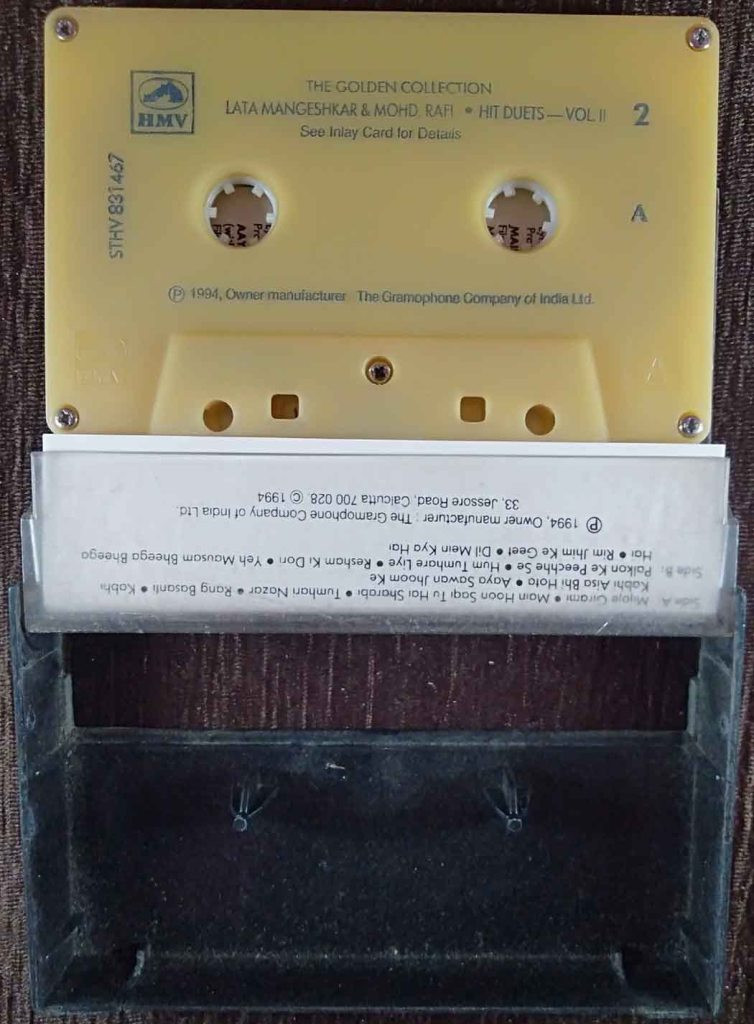 HMV
THE GOLDEN COLLECTION
LATA MANGESHKAR & MOHD. RAFI • HIT DUETS — VOL. II 2
See Inlay Card for Details
STHV 831467
A
℗ 1994, Owner manufacturer The Gramophone Company of India Ltd.
Side A: Mijaje Girami • Main Hoon Saqi Tu Hai Sharabi • Tumhari Nazar • Rang Basanti • Kabhi
Kabhi Aisa Bhi Hota • Aaya Sawan Jhoom Ke
Side B: Palkon Ke Peechhe Se • Hum Tumhare Liye • Resham Ki Dori • Yeh Mausam Bheega Bheega
Hai • Rim Jhim Ke Geet • Dil Mein Kya Hai
℗ 1994, Owner manufacturer : The Gramophone Company of India Ltd.
33, Jessore Road, Calcutta 700 028. © 1994